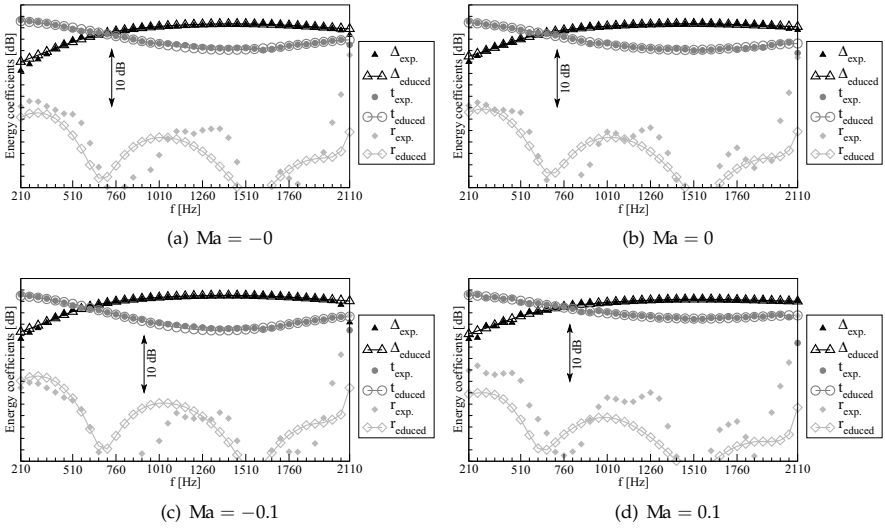 Energy coefficients [dB]
10 dB
210 510 760 1010 1260 1510 1760 2110
f [Hz]
Δexp.
Δeduced
texp.
teduced
rexp.
reduced
(a) Ma = −0
Energy coefficients [dB]
10 dB
210 510 760 1010 1260 1510 1760 2110
f [Hz]
Δexp.
Δeduced
texp.
teduced
rexp.
reduced
(b) Ma = 0
Energy coefficients [dB]
10 dB
210 510 760 1010 1260 1510 1760 2110
f [Hz]
Δexp.
Δeduced
texp.
teduced
rexp.
reduced
(c) Ma = −0.1
Energy coefficients [dB]
10 dB
210 510 760 1010 1260 1510 1760 2110
f [Hz]
Δexp.
Δeduced
texp.
teduced
rexp.
reduced
(d) Ma = 0.1